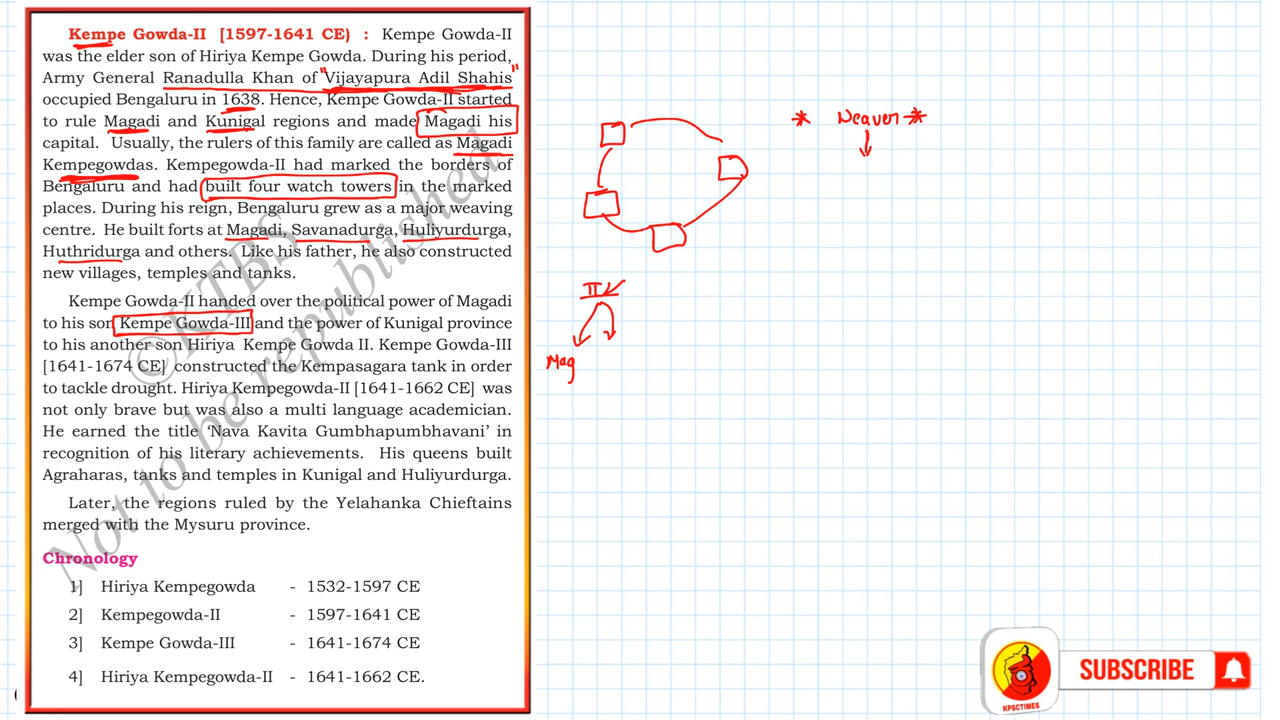 Kempe Gowda-II [1597-1641 CE) : Kempe Gowda-II
was the elder son of Hiriya Kempe Gowda. During his period,
Army General Ranadulla Khan of "Vijayapura Adil Shahis"
occupied Bengaluru in 1638. Hence, Kempe Gowda-II started
to rule Magadi and Kunigal regions and made Magadi his
capital. Usually, the rulers of this family are called as Magadi
Kempegowdas. Kempegowda-II had marked the borders of
Bengaluru and had built four watch towers in the marked
places. During his reign, Bengaluru grew as a major weaving
centre. He built forts at Magadi, Savanadurga, Huliyurdurga,
Huthridurga and others. Like his father, he also constructed
new villages, temples and tanks.
Kempe Gowda-II handed over the political power of Magadi
to his son Kempe Gowda-III and the power of Kunigal province
to his another son Hiriya Kempe Gowda II. Kempe Gowda-III
[1641-1674 CE] constructed the Kempasagara tank in order
to tackle drought. Hiriya Kempegowda-II [1641-1662 CE] was
not only brave but was also a multi language academician.
He earned the title 'Nava Kavita Gumbhapumbhavani' in
recognition of his literary achievements. His queens built
Agraharas, tanks and temples in Kunigal and Huliyurdurga.
Later, the regions ruled by the Yelahanka Chieftains
merged with the Mysuru province.
Chronology
1] Hiriya Kempegowda - 1532-1597 CE
2] Kempegowda-II - 1597-1641 CE
3] Kempe Gowda-III - 1641-1674 CE
4] Hiriya Kempegowda-II - 1641-1662 CE.
©KTBS
Not to be republished
* Weaver *
II
Mag
KPSCTIMES
SUBSCRIBE